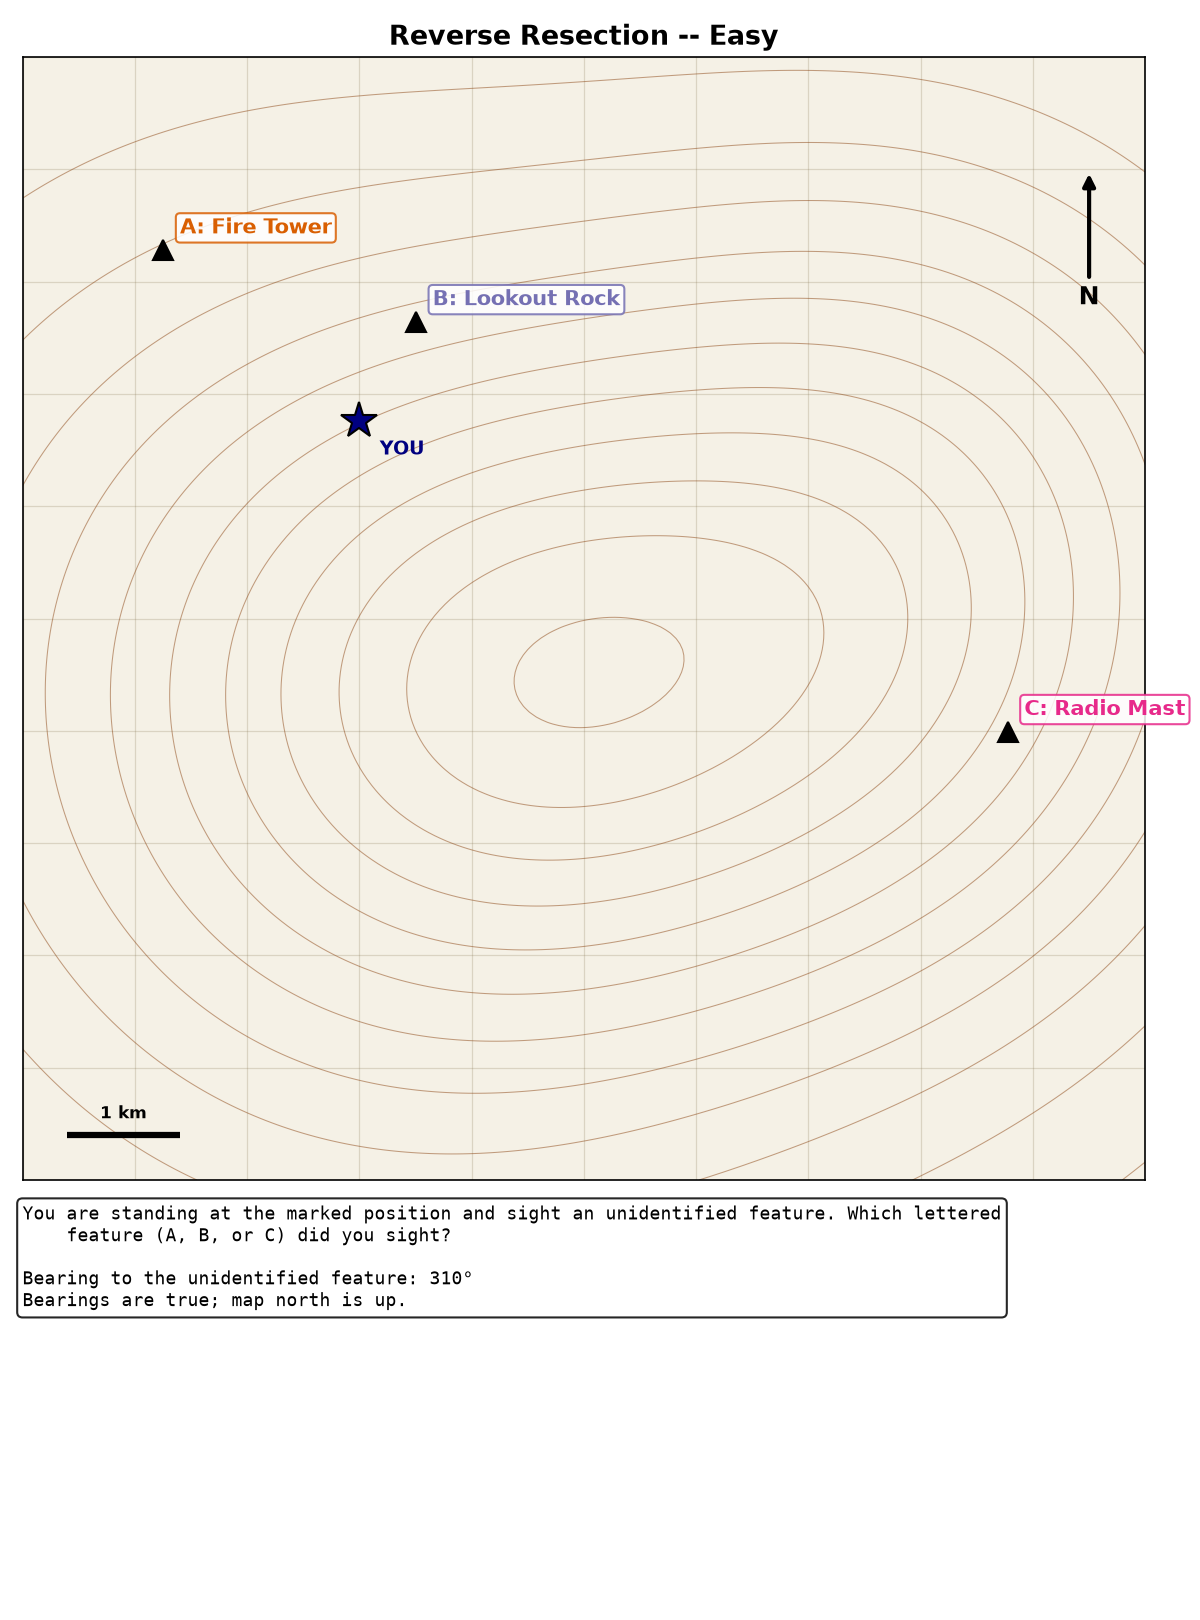 Reverse Resection -- Easy
A: Fire Tower
N
B: Lookout Rock
YOU
C: Radio Mast
1 km
You are standing at the marked position and sight an unidentified feature. Which lettered
feature (A, B, or C) did you sight?
Bearing to the unidentified feature: 310°
Bearings are true; map north is up.